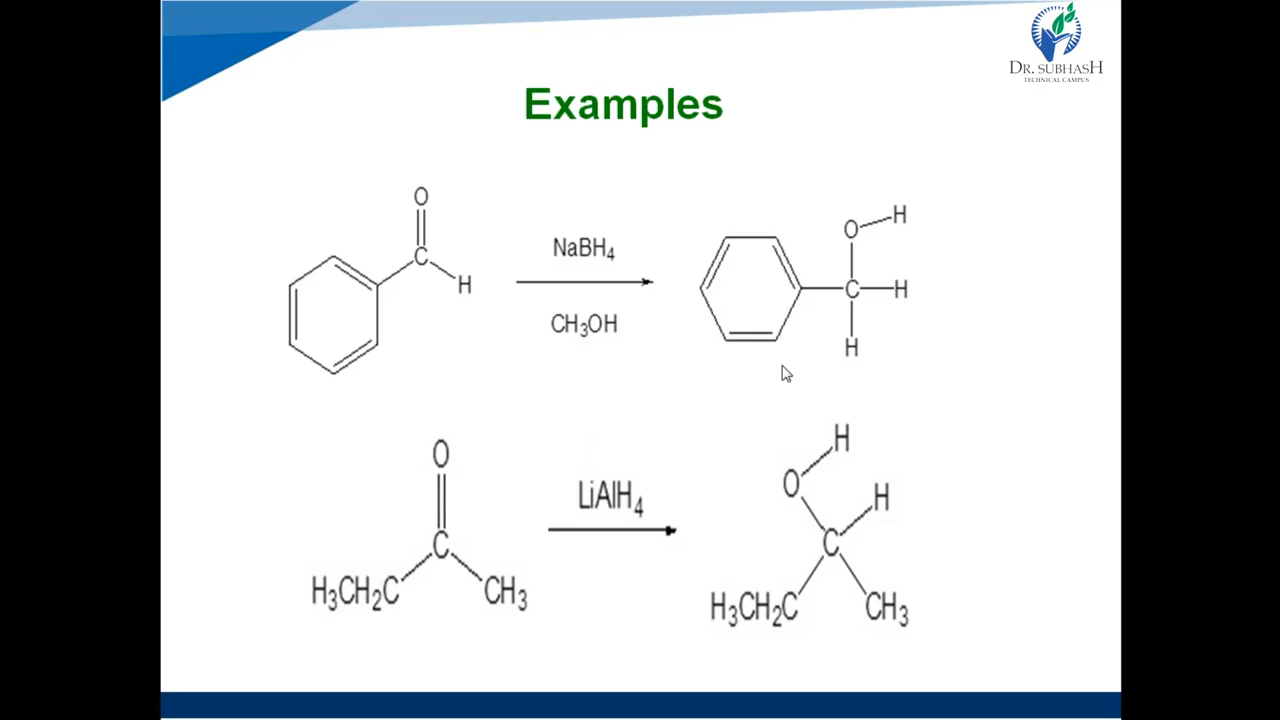 DR. SUBHASH
TECHNICAL CAMPUS
Examples
O
C
H
NaBH4
CH3OH
O
H
C
H
H
O
C
H3CH2C
CH3
LiAlH4
H
O
H
C
H3CH2C
CH3